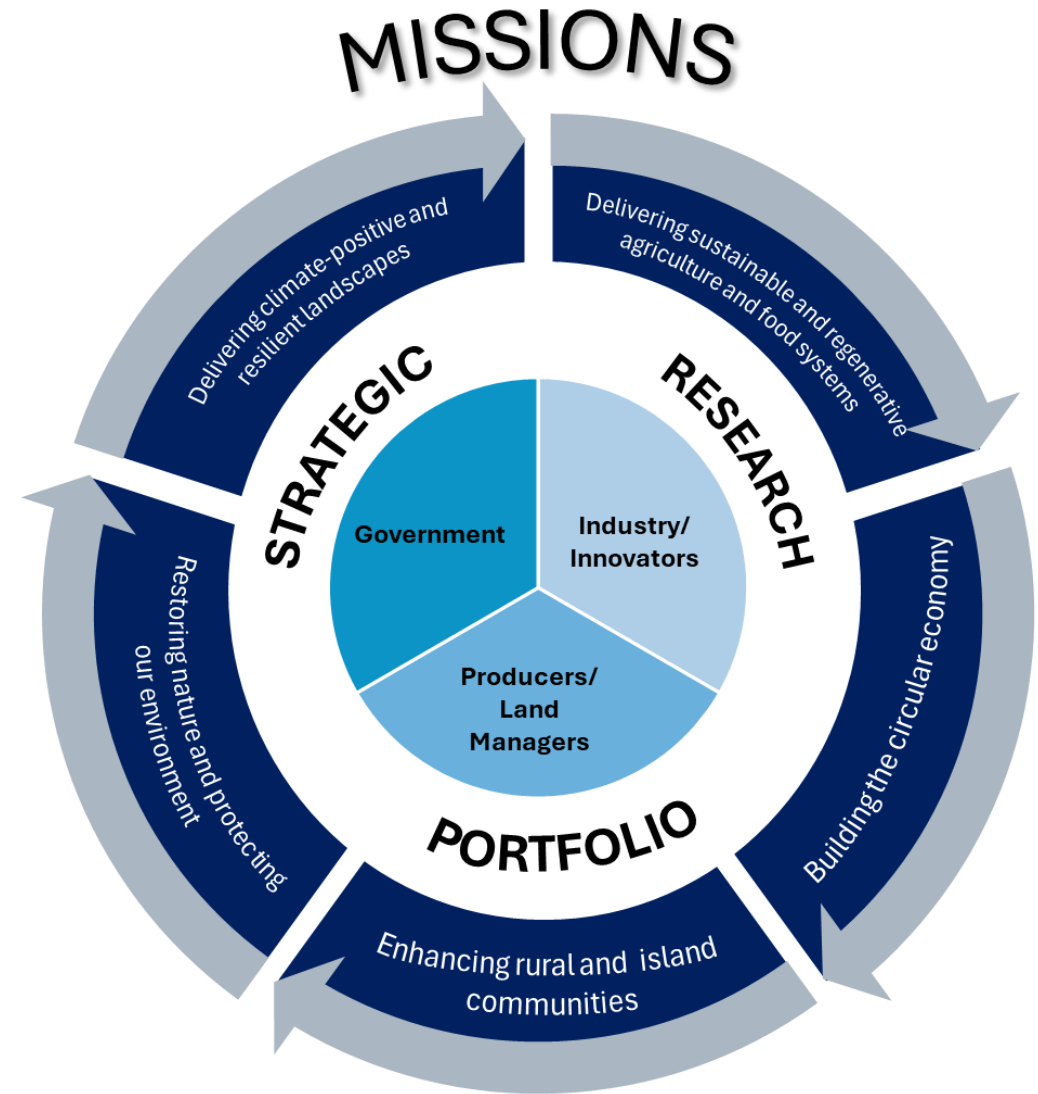 MISSIONS
Delivering climate-positive and
resilient landscapes
Delivering sustainable and regenerative
agriculture and food systems
STRATEGIC
RESEARCH
Government
Industry/
Innovators
Building the circular economy
Restoring nature and protecting
our environment
Producers/
Land
Managers
PORTFOLIO
Enhancing rural and island
communities